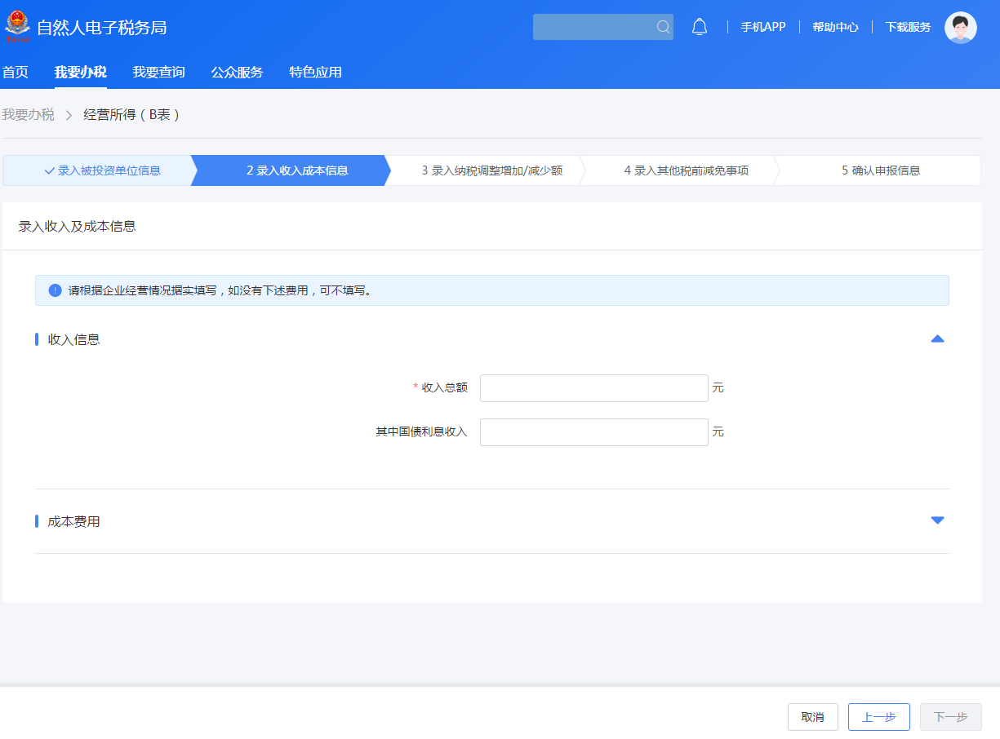 自然人电子税务局
手机APP
帮助中心
下载服务
首页
我要办税
我要查询
公众服务
特色应用
我要办税
经营所得（B表）
录入被投资单位信息
2 录入收入成本信息
3 录入纳税调整增加/减少额
4 录入其他税前减免事项
5 确认申报信息
录入收入及成本信息
请根据企业经营情况据实填写，如没有下述费用，可不填写。
收入信息
* 收入总额
元
其中国债利息收入
元
成本费用
取消
上一步
下一步